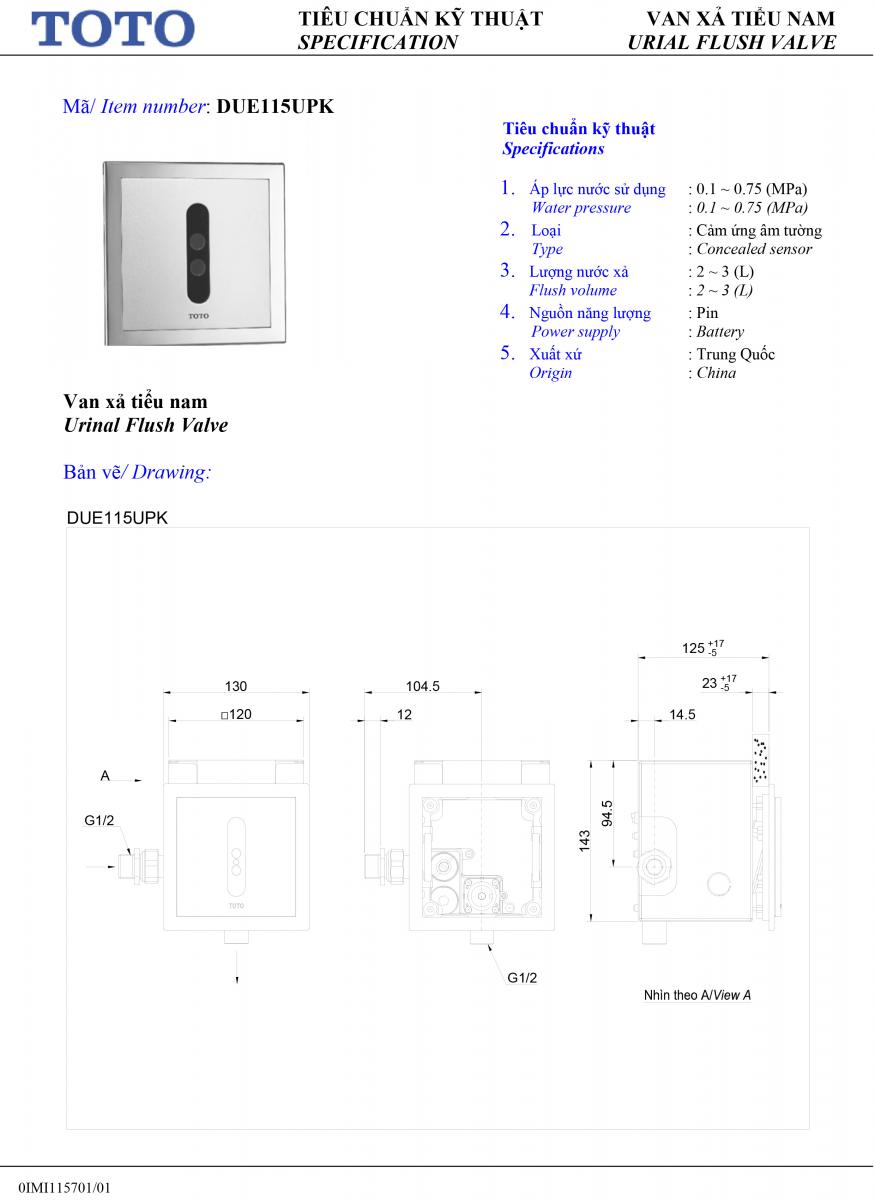 TOTO
TIÊU CHUẨN KỸ THUẬT
SPECIFICATION
VAN XẢ TIỂU NAM
URIAL FLUSH VALVE
Mã/ Item number: DUE115UPK
TOTO
Van xả tiểu nam
Urinal Flush Valve
Tiêu chuẩn kỹ thuật
Specifications
1. Áp lực nước sử dụng : 0.1 ~ 0.75 (MPa)
Water pressure : 0.1 ~ 0.75 (MPa)
2. Loại : Cảm ứng âm tường
Type : Concealed sensor
3. Lượng nước xả : 2 ~ 3 (L)
Flush volume : 2 ~ 3 (L)
4. Nguồn năng lượng : Pin
Power supply : Battery
5. Xuất xứ : Trung Quốc
Origin : China
Bản vẽ/ Drawing:
DUE115UPK
125 +17 -5
130
104.5
23 +17 -5
□120
12
14.5
A
G1/2
94.5
143
TOTO
G1/2
Nhìn theo A/View A
0IMI115701/01